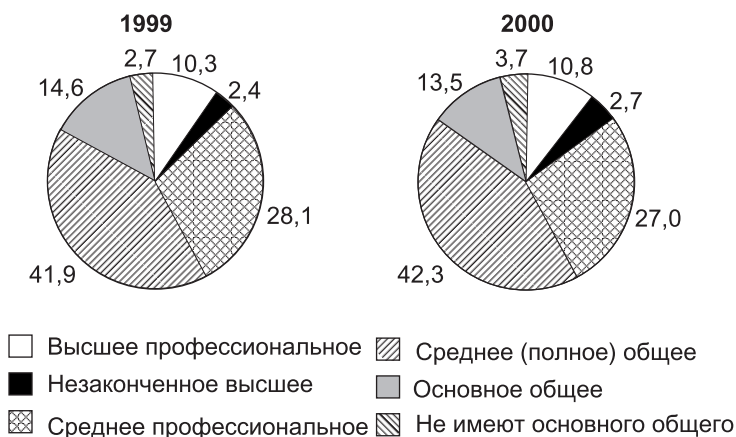 1999
2,7
10,3
14,6
2,4
28,1
41,9
2000
3,7
10,8
13,5
2,7
27,0
42,3
Высшее профессиональное
Незаконченное высшее
Среднее профессиональное
Среднее (полное) общее
Основное общее
Не имеют основного общего